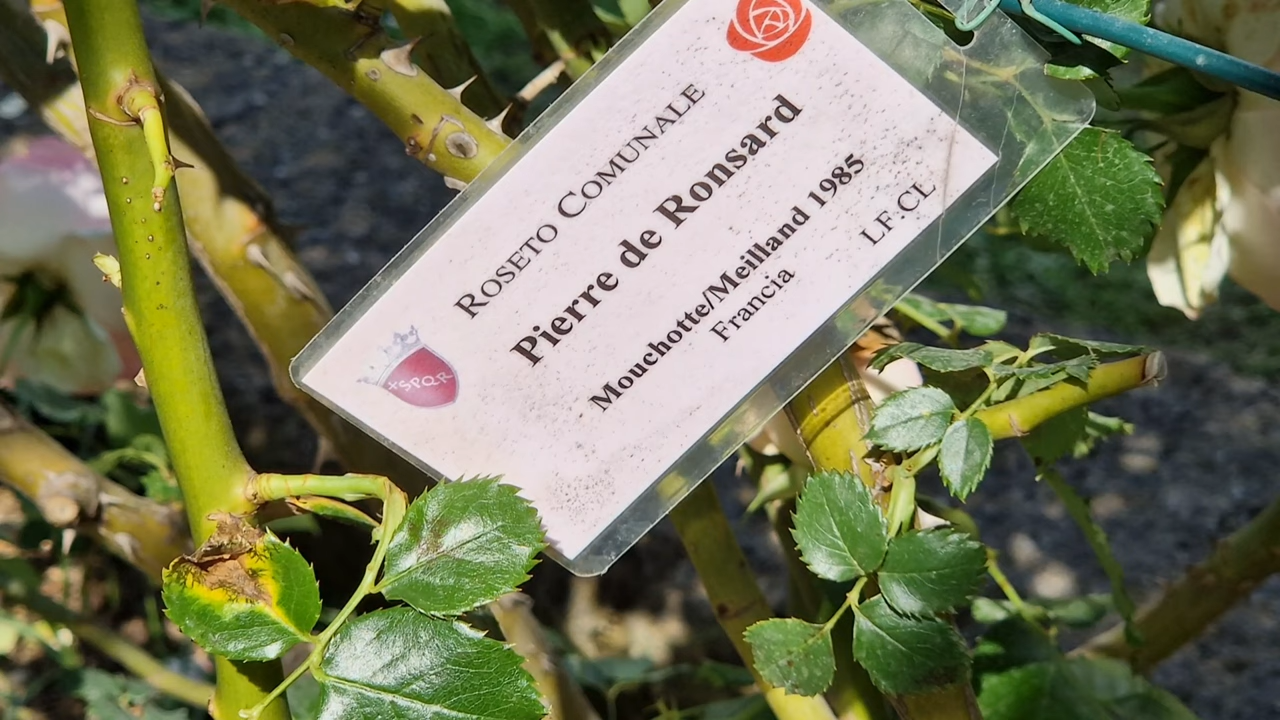 ROSETO COMUNALE
Pierre de Ronsard
Mouchotte/Meilland 1985
Francia
LF.CL
+SPQR